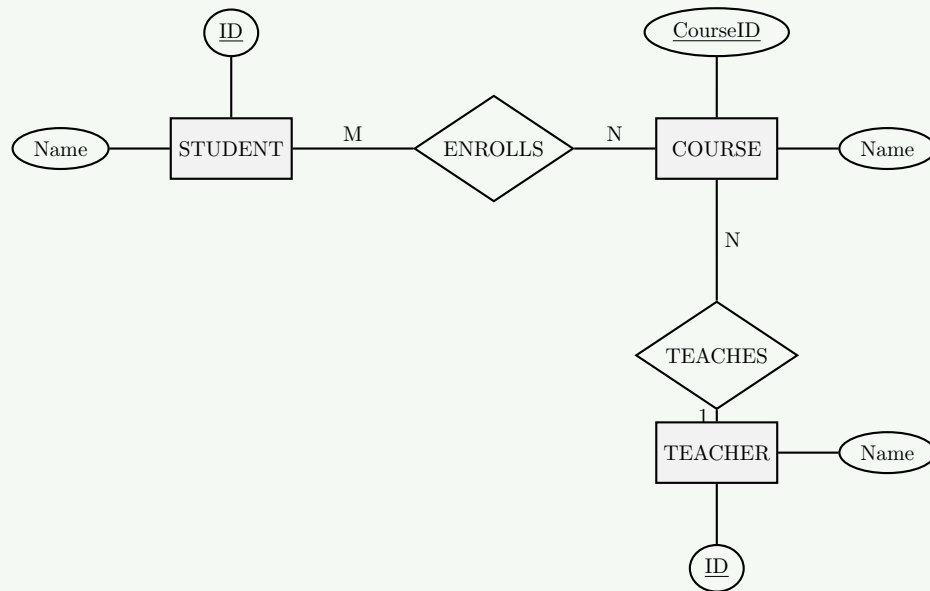 ID
CourseID
Name
STUDENT
M
ENROLLS
N
COURSE
Name
N
TEACHES
1
TEACHER
Name
ID